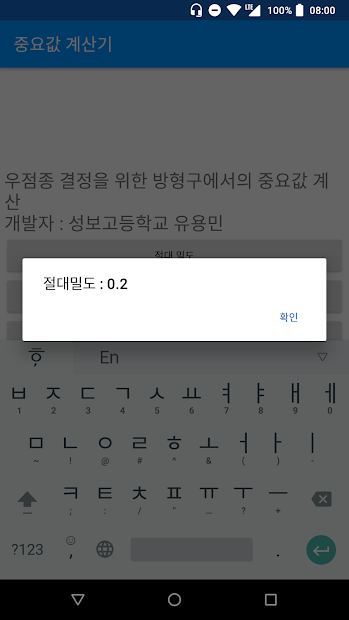 LTE 100% 08:00
중요값 계산기
우점종 결정을 위한 방형구에서의 중요값 계
산
개발자 : 성보고등학교 유용민
절대 밀도
절대밀도 : 0.2
확인
En
ㅂ ㅈ ㄷ ㄱ ㅅ ㅛ ㅕ ㅑ ㅐ ㅔ
1 2 3 4 5 6 7 8 9 0
ㅁ ㄴ ㅇ ㄹ ㅎ ㅗ ㅓ ㅏ ㅣ
~ ! @ # ^ & ( ) -
ㅋ ㅌ ㅊ ㅍ ㅠ ㅜ ㅡ
; : / " … ? +
?123 , .